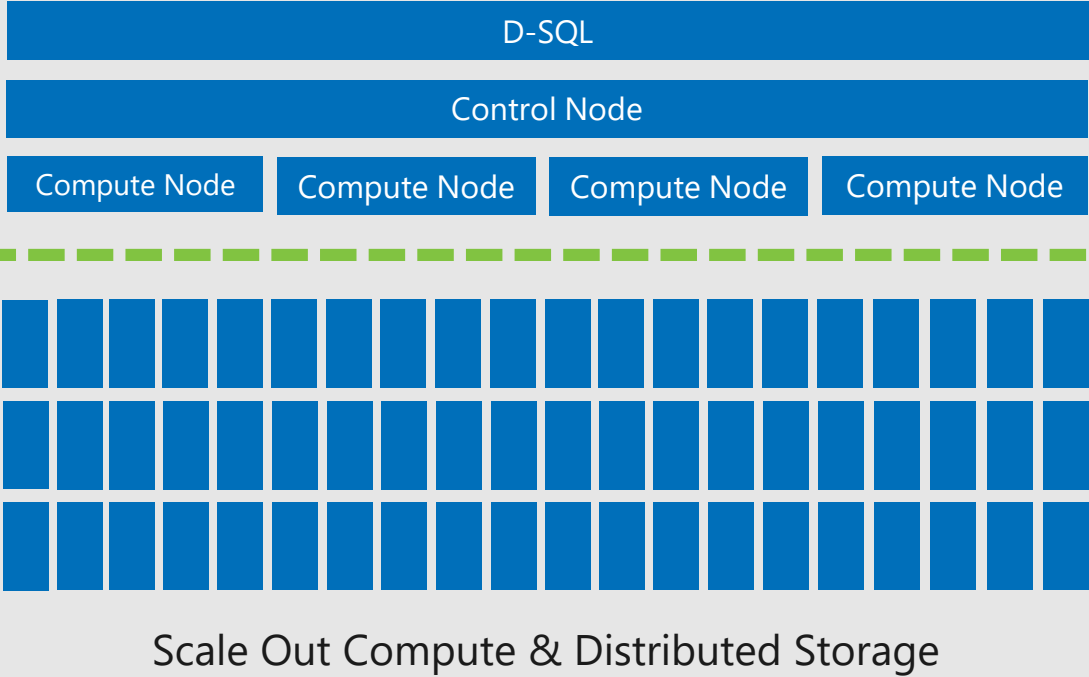 D-SQL
Control Node
Compute Node Compute Node Compute Node Compute Node
Scale Out Compute & Distributed Storage